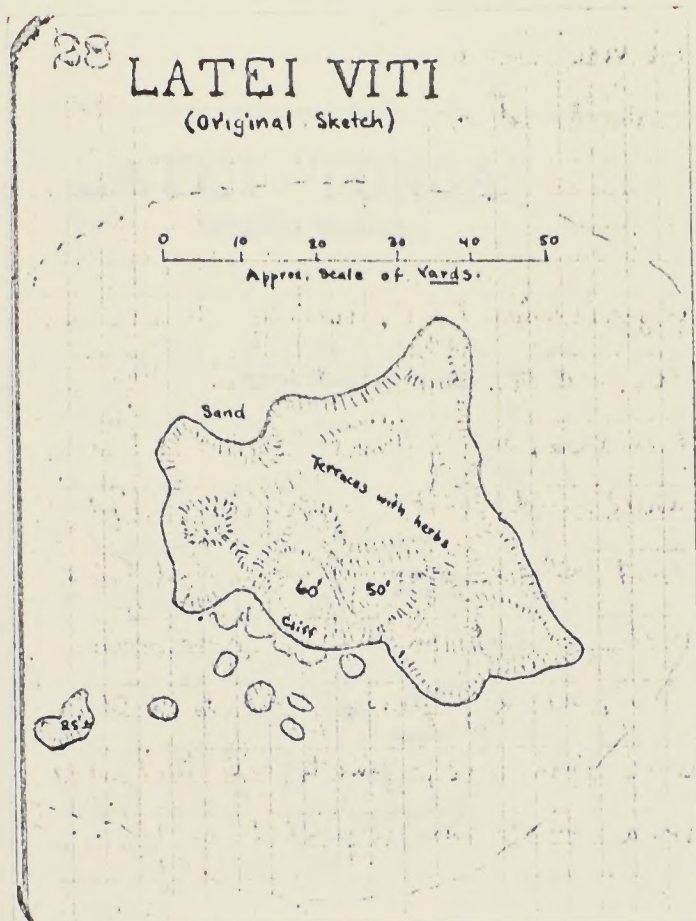 28
LATEI VITI
(Original Sketch)
0 10 20 30 40 50
Approx. Scale of Yards.
Sand
Terraces with herbs
60' 50'
Cliff
25'±